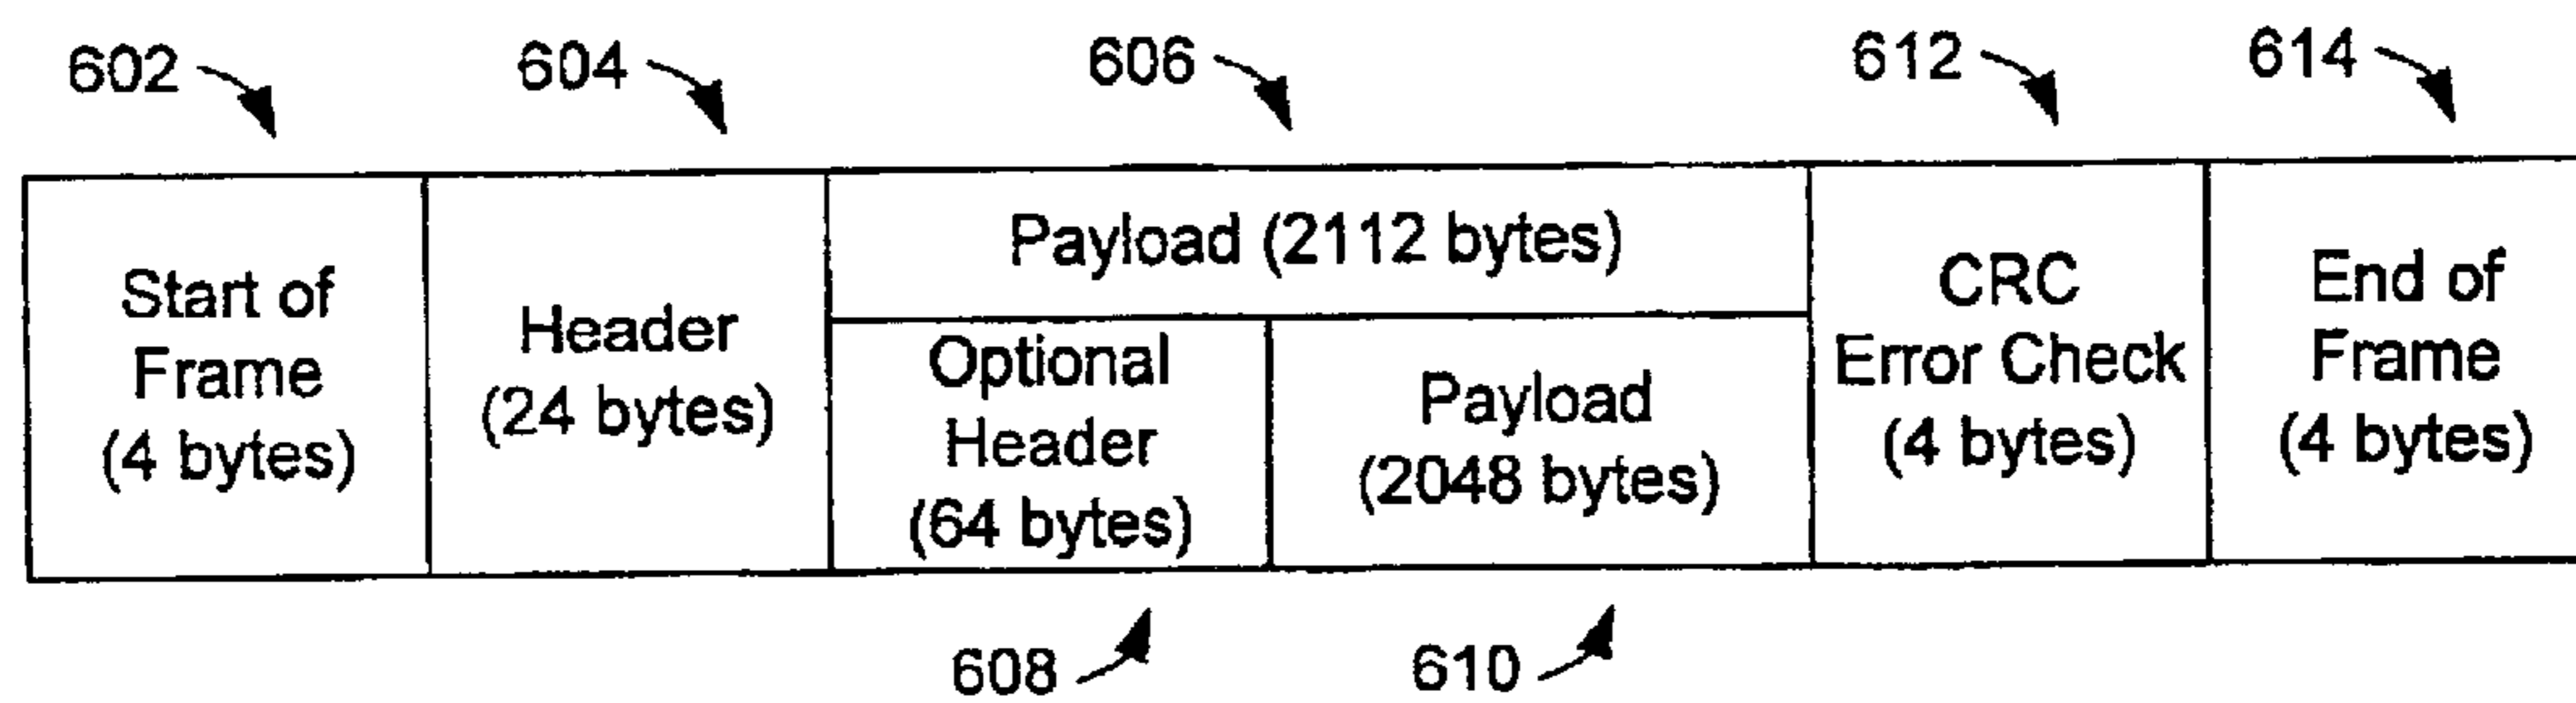 602
604
606
612
614
Start of
Frame
(4 bytes)
Header
(24 bytes)
Payload (2112 bytes)
Optional
Header
(64 bytes)
Payload
(2048 bytes)
CRC
Error Check
(4 bytes)
End of
Frame
(4 bytes)
608
610